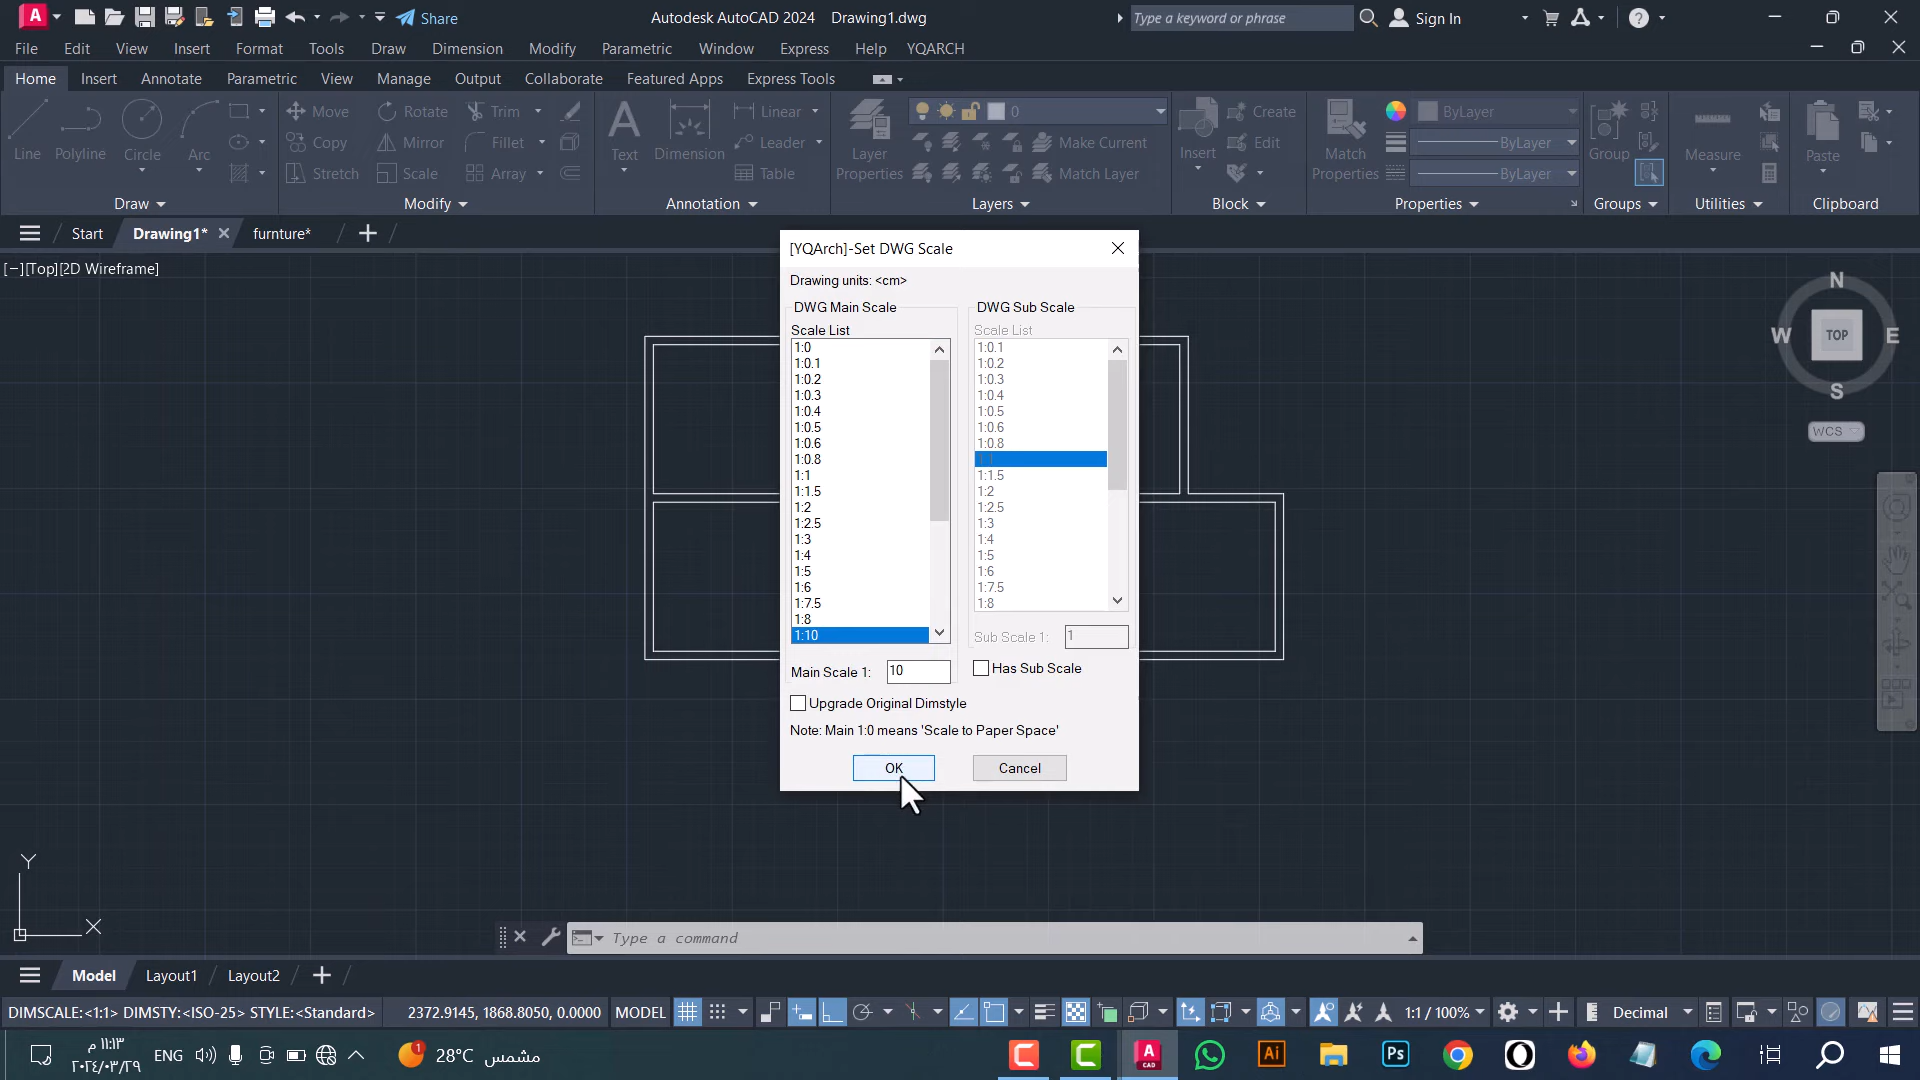 Share
Autodesk AutoCAD 2024 Drawing1.dwg
Type a keyword or phrase
Sign In
File Edit View Insert Format Tools Draw Dimension Modify Parametric Window Express Help YQARCH
Home Insert Annotate Parametric View Manage Output Collaborate Featured Apps Express Tools
Move Rotate Trim Linear 0 Create ByLayer
Line Polyline Circle Arc Copy Mirror Fillet Text Dimension Leader Layer Properties Make Current Insert Edit Match Properties ByLayer Group Measure Paste
Stretch Scale Array Table Match Layer ByLayer
Draw Modify Annotation Layers Block Properties Groups Utilities Clipboard
Start Drawing1* furnture*
[−][Top][2D Wireframe]
[YQArch]-Set DWG Scale
Drawing units: <cm>
DWG Main Scale
Scale List
1:0
1:0.1
1:0.2
1:0.3
1:0.4
1:0.5
1:0.6
1:0.8
1:1
1:1.5
1:2
1:2.5
1:3
1:4
1:5
1:6
1:7.5
1:8
1:10
Main Scale 1: 10
DWG Sub Scale
Scale List
1:0.1
1:0.2
1:0.3
1:0.4
1:0.5
1:0.6
1:0.8
1:1
1:1.5
1:2
1:2.5
1:3
1:4
1:5
1:6
1:7.5
1:8
Sub Scale 1: 1
Has Sub Scale
Upgrade Original Dimstyle
Note: Main 1:0 means 'Scale to Paper Space'
OK Cancel
N
W TOP E
S
WCS
Y
X
Type a command
Model Layout1 Layout2
DIMSCALE:<1:1> DIMSTY:<ISO-25> STYLE:<Standard> 2372.9145, 1868.8050, 0.0000 MODEL 1:1 / 100% Decimal
١١:١٣ م
٢٠٢٤/٠٣/٢٩
ENG
1
28°C مشمس
A
CAD
Ai
Ps